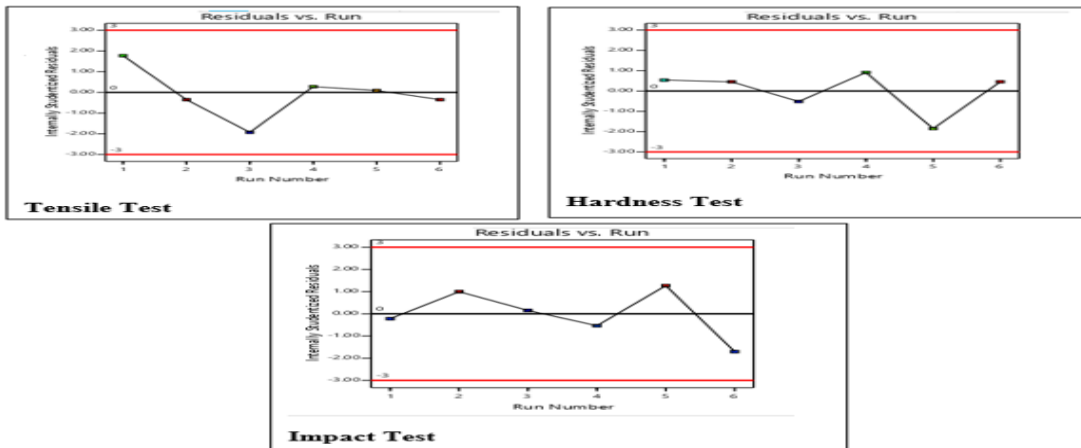 Residuals vs. Run
Internally Studentized Residuals
3.00
2.00
1.00
0.00
-1.00
-2.00
-3.00
3
0
-3
1 2 3 4 5 6
Run Number
Tensile Test
Residuals vs. Run
Internally Studentized Residuals
3.00
2.00
1.00
0.00
-1.00
-2.00
-3.00
3
0
-3
1 2 3 4 5 6
Run Number
Hardness Test
Residuals vs. Run
Internally Studentized Residuals
3.00
2.00
1.00
0.00
-1.00
-2.00
-3.00
3
0
-3
1 2 3 4 5 6
Run Number
Impact Test